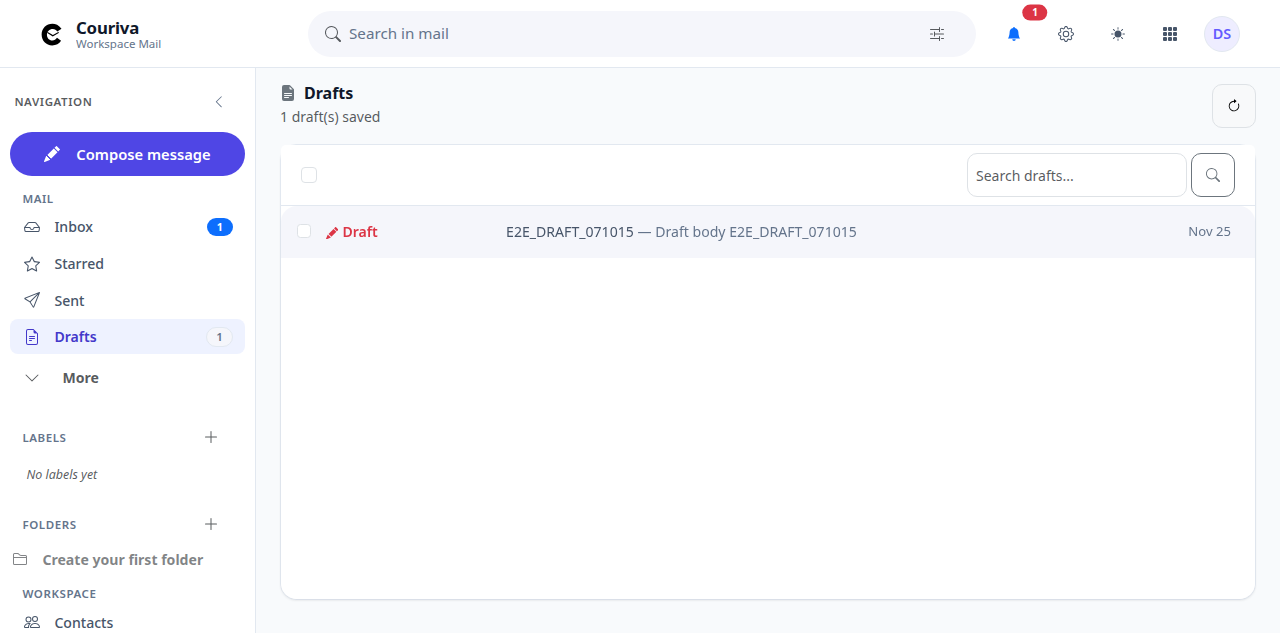 Couriva
Workspace Mail
Search in mail
1
DS
NAVIGATION
Compose message
MAIL
Inbox
1
Starred
Sent
Drafts
1
More
LABELS
No labels yet
FOLDERS
Create your first folder
WORKSPACE
Contacts
Drafts
1 draft(s) saved
Search drafts...
Draft
E2E_DRAFT_071015 — Draft body E2E_DRAFT_071015
Nov 25